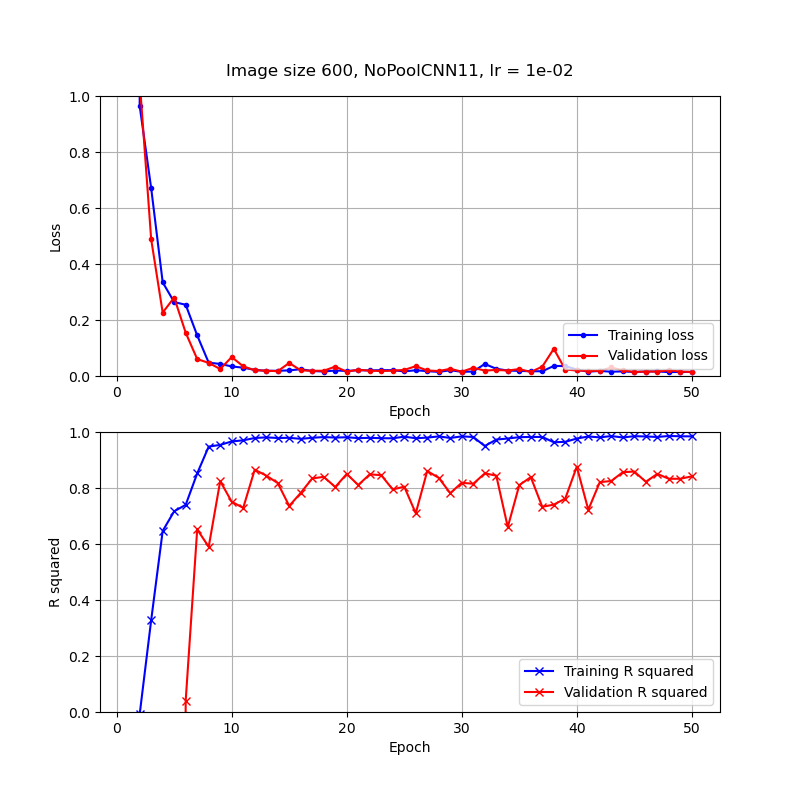 Image size 600, NoPoolCNN11, lr = 1e-02
1.0
0.8
0.6
0.4
0.2
0.0
Loss
Training loss
Validation loss
0 10 20 30 40 50
Epoch
1.0
0.8
0.6
0.4
0.2
0.0
R squared
Training R squared
Validation R squared
0 10 20 30 40 50
Epoch